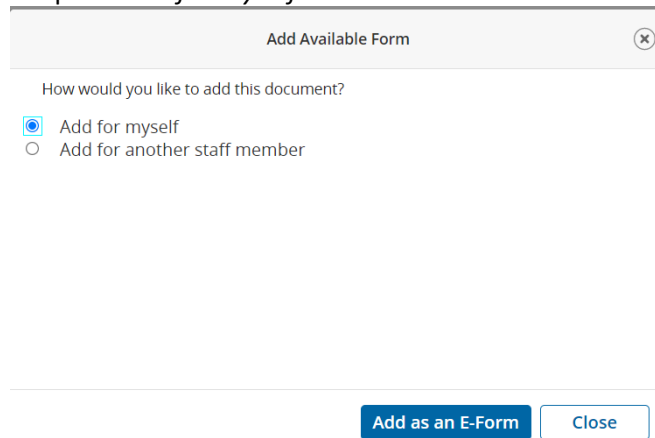 Add Available Form
How would you like to add this document?
Add for myself
Add for another staff member
Add as an E-Form
Close